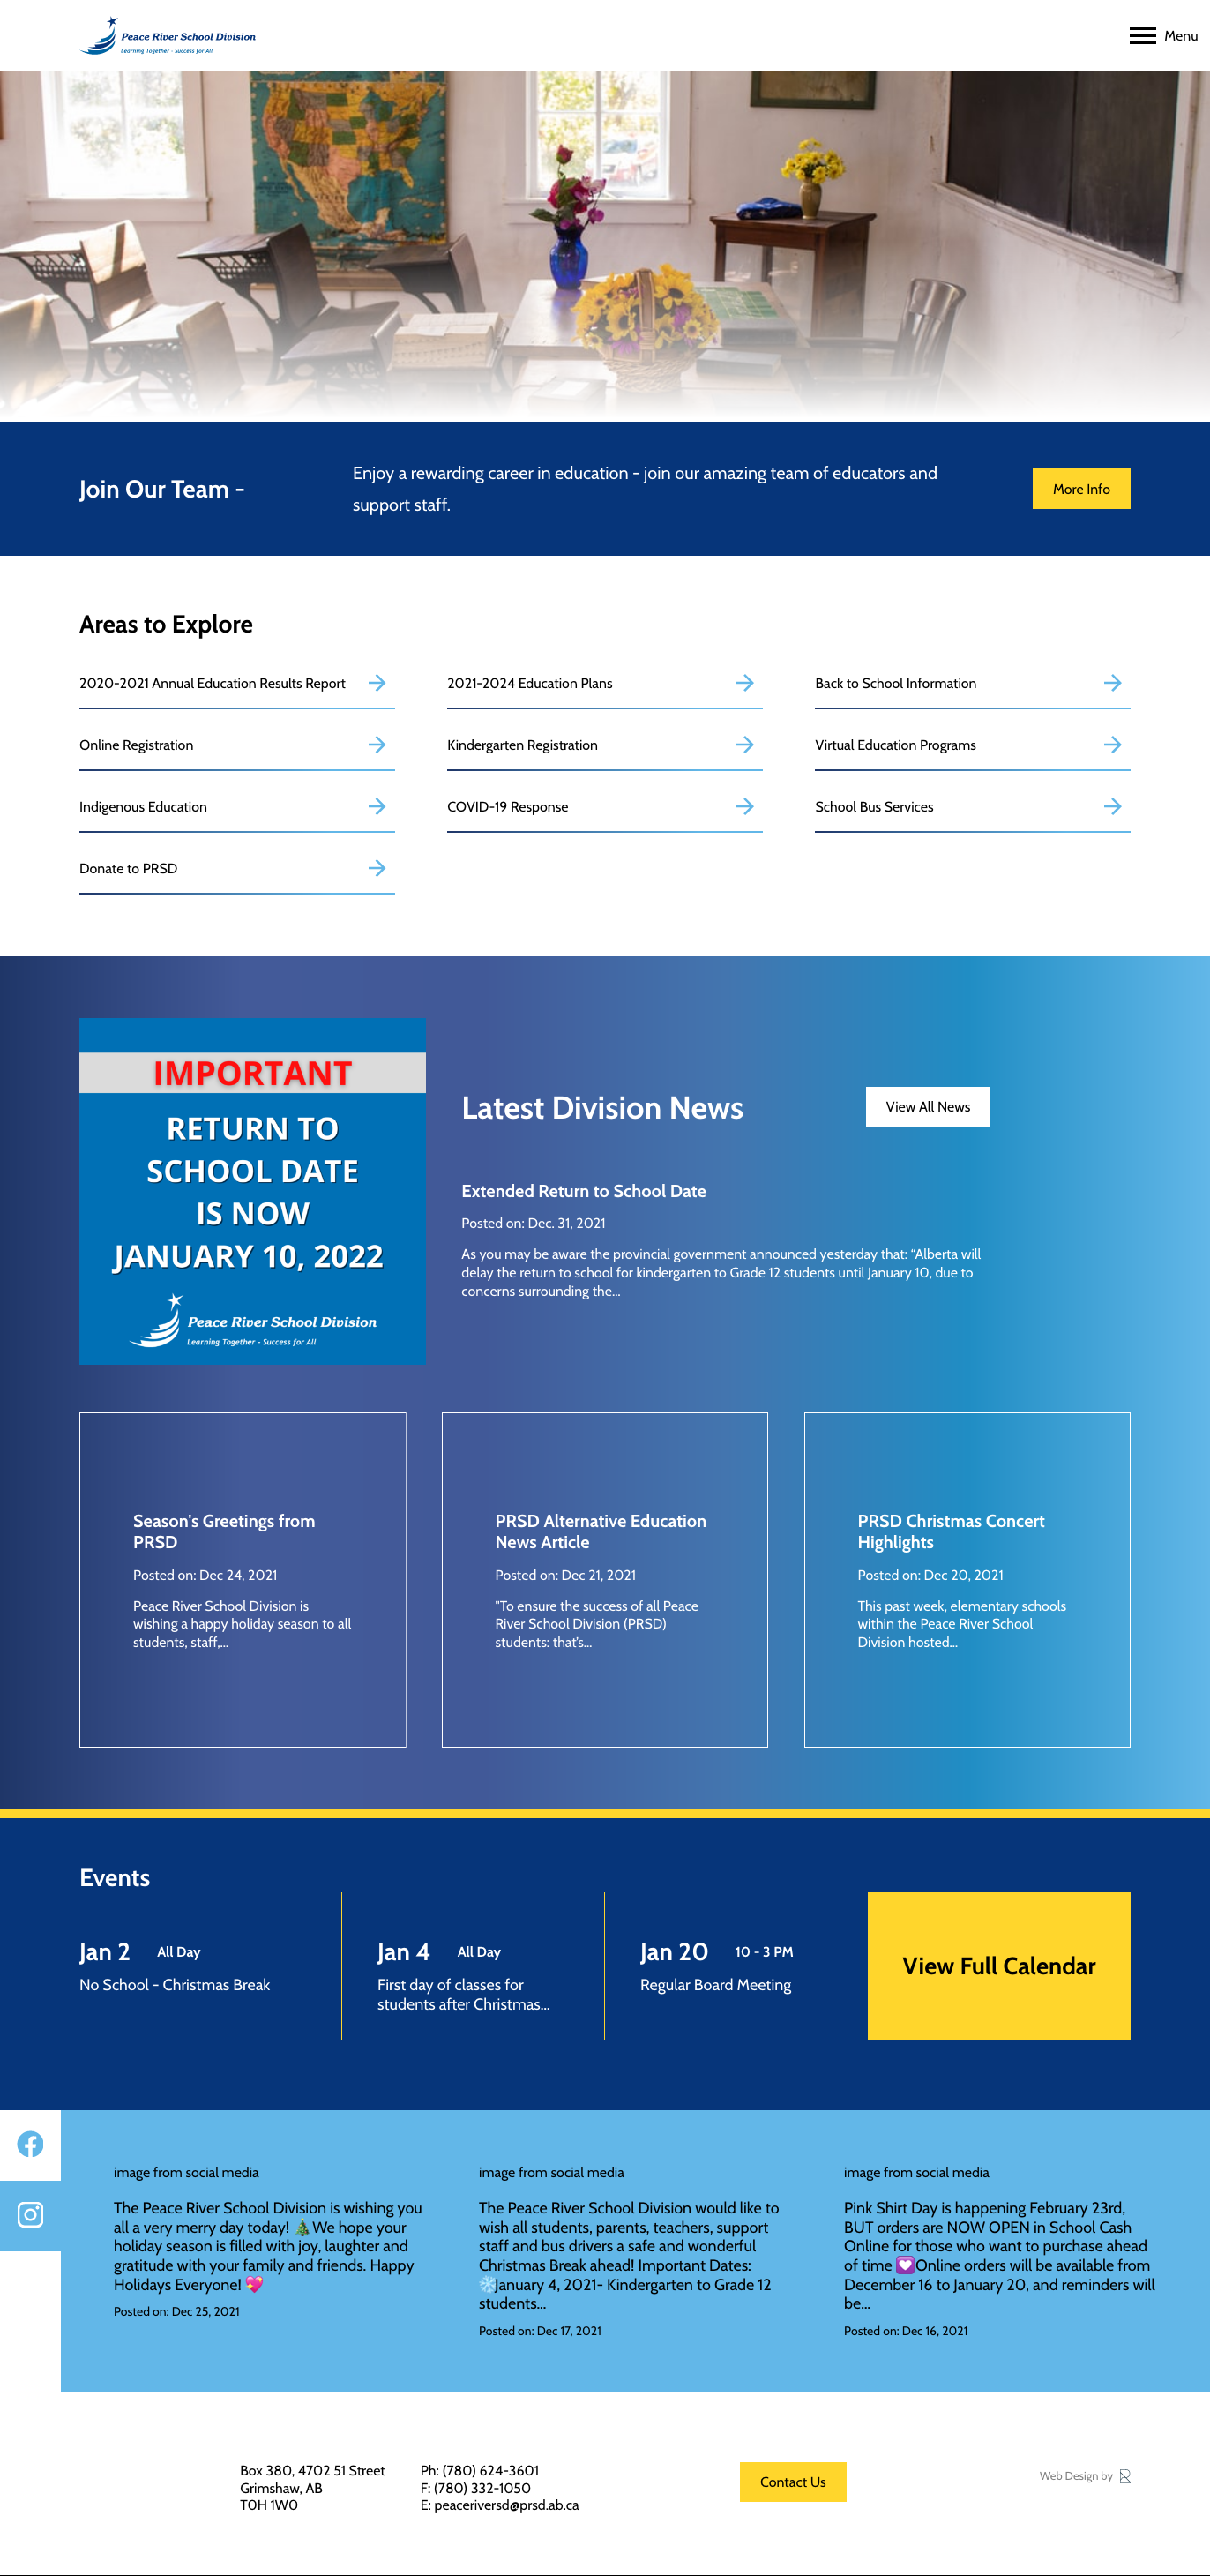 Peace River School Division
Learning Together - Success for All
Menu
Join Our Team -
Enjoy a rewarding career in education - join our amazing team of educators and
support staff.
More Info
Areas to Explore
2020-2021 Annual Education Results Report
2021-2024 Education Plans
Back to School Information
Online Registration
Kindergarten Registration
Virtual Education Programs
Indigenous Education
COVID-19 Response
School Bus Services
Donate to PRSD
IMPORTANT
RETURN TO
SCHOOL DATE
IS NOW
JANUARY 10, 2022
Peace River School Division
Learning Together - Success for All
Latest Division News
View All News
Extended Return to School Date
Posted on: Dec. 31, 2021
As you may be aware the provincial government announced yesterday that: “Alberta will
delay the return to school for kindergarten to Grade 12 students until January 10, due to
concerns surrounding the...
Season's Greetings from
PRSD
Posted on: Dec 24, 2021
Peace River School Division is
wishing a happy holiday season to all
students, staff,...
PRSD Alternative Education
News Article
Posted on: Dec 21, 2021
"To ensure the success of all Peace
River School Division (PRSD)
students: that's...
PRSD Christmas Concert
Highlights
Posted on: Dec 20, 2021
This past week, elementary schools
within the Peace River School
Division hosted...
Events
Jan 2 All Day
No School - Christmas Break
Jan 4 All Day
First day of classes for
students after Christmas...
Jan 20 10 - 3 PM
Regular Board Meeting
View Full Calendar
image from social media
The Peace River School Division is wishing you
all a very merry day today! 🎄We hope your
holiday season is filled with joy, laughter and
gratitude with your family and friends. Happy
Holidays Everyone! 💖
Posted on: Dec 25, 2021
image from social media
The Peace River School Division would like to
wish all students, parents, teachers, support
staff and bus drivers a safe and wonderful
Christmas Break ahead! Important Dates:
❄️January 4, 2021- Kindergarten to Grade 12
students...
Posted on: Dec 17, 2021
image from social media
Pink Shirt Day is happening February 23rd,
BUT orders are NOW OPEN in School Cash
Online for those who want to purchase ahead
of time 💟Online orders will be available from
December 16 to January 20, and reminders will
be...
Posted on: Dec 16, 2021
Box 380, 4702 51 Street
Grimshaw, AB
T0H 1W0
Ph: (780) 624-3601
F: (780) 332-1050
E: peaceriversd@prsd.ab.ca
Contact Us
Web Design by